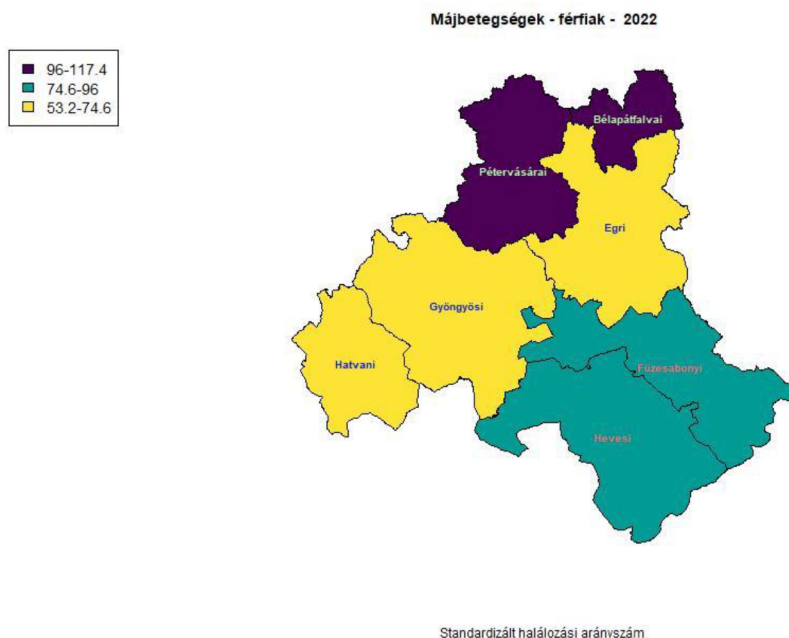 Májbetegségek - férfiak - 2022
96-117.4
74.6-96
53.2-74.6
Bélapátfalvai
Pétervásárai
Egri
Gyöngyösi
Hatvani
Füzesabonyi
Hevesi
Standardizált halálozási arányszám